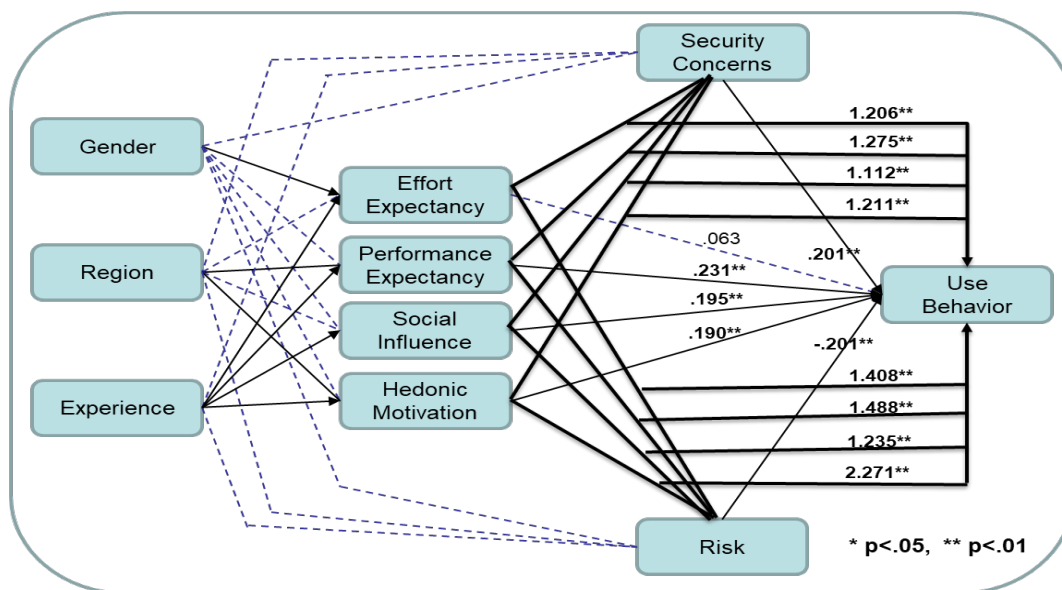 Security
Concerns
Gender
Effort
Expectancy
Region
Performance
Expectancy
Social
Influence
Experience
Hedonic
Motivation
1.206**
1.275**
1.112**
1.211**
.063
.201**
.231**
.195**
.190**
-.201**
Use
Behavior
1.408**
1.488**
1.235**
2.271**
Risk
* p<.05, ** p<.01